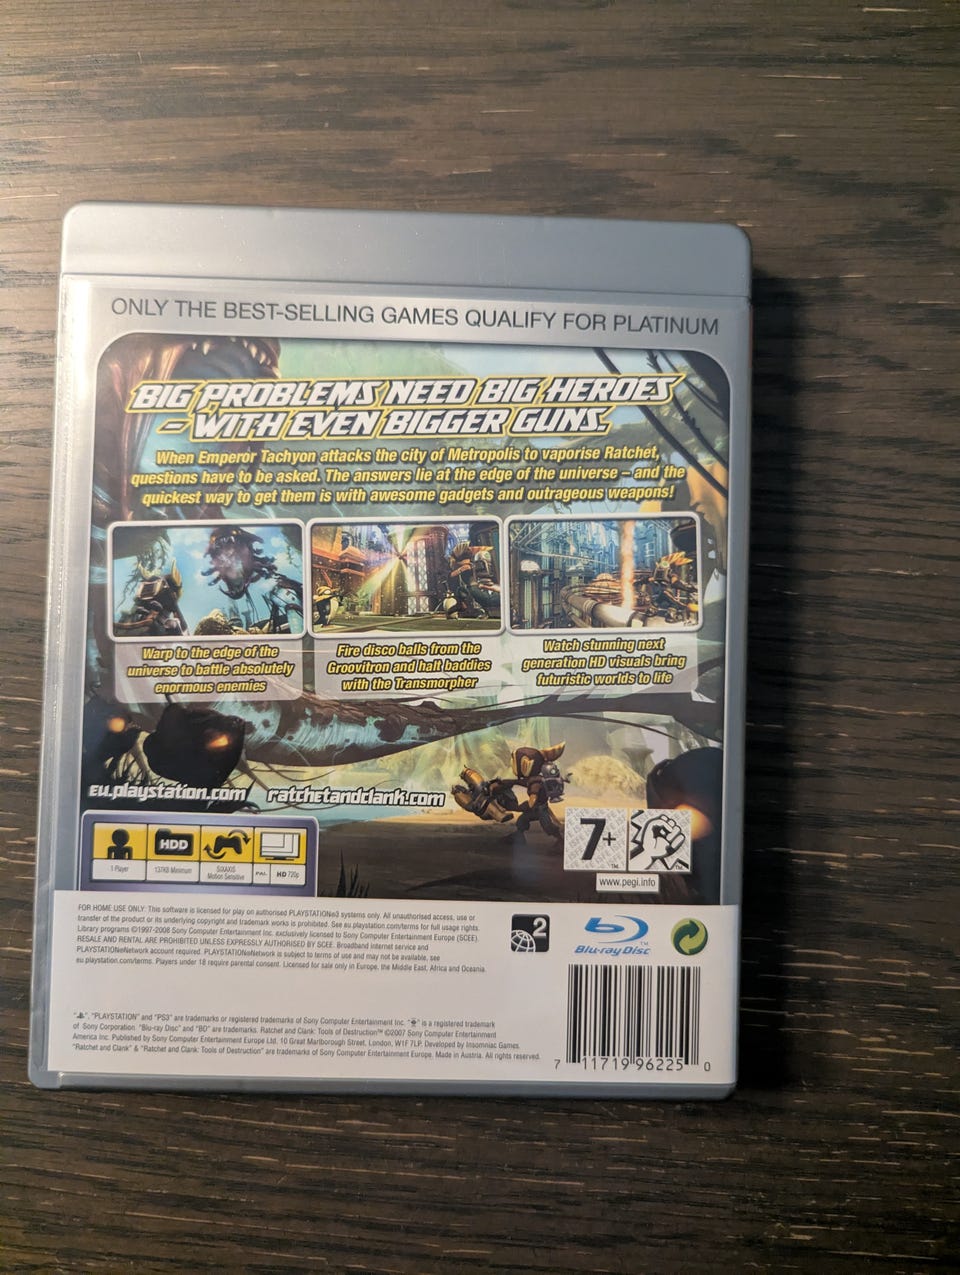 ONLY THE BEST-SELLING GAMES QUALIFY FOR PLATINUM
BIG PROBLEMS NEED BIG HEROES
– WITH EVEN BIGGER GUNS.
When Emperor Tachyon attacks the city of Metropolis to vaporise Ratchet,
questions have to be asked. The answers lie at the edge of the universe – and the
quickest way to get them is with awesome gadgets and outrageous weapons!
Warp to the edge of the
universe to battle absolutely
enormous enemies
Fire disco balls from the
Groovitron and halt baddies
with the Transmorpher
Watch stunning next
generation HD visuals bring
futuristic worlds to life
eu.playstation.com
ratchetandclank.com
HDD
1 Player
137KB Minimum
SIXAXIS
Motion Sensitive
PAL
HD 720p
7+
™
™
www.pegi.info
FOR HOME USE ONLY: This software is licensed for play on authorised PLAYSTATION®3 systems only. All unauthorised access, use or
transfer of the product or its underlying copyright and trademark works is prohibited. See eu.playstation.com/terms for full usage rights.
Library programs ©1997-2008 Sony Computer Entertainment Inc. exclusively licensed to Sony Computer Entertainment Europe (SCEE).
RESALE AND RENTAL ARE PROHIBITED UNLESS EXPRESSLY AUTHORISED BY SCEE. Broadband internet service and
PLAYSTATION®Network account required. PLAYSTATION®Network is subject to terms of use and may not be available, see
eu.playstation.com/terms. Players under 18 require parental consent. Licensed for sale only in Europe, the Middle East, Africa and Oceania.
2
Blu-ray Disc™
" ", "PLAYSTATION" and "PS3" are trademarks or registered trademarks of Sony Computer Entertainment Inc. " " is a registered trademark
of Sony Corporation. "Blu-ray Disc" and "BD" are trademarks. Ratchet and Clank: Tools of Destruction™ ©2007 Sony Computer Entertainment
America Inc. Published by Sony Computer Entertainment Europe Ltd. 10 Great Marlborough Street, London, W1F 7LP. Developed by Insomniac Games.
"Ratchet and Clank" & "Ratchet and Clank: Tools of Destruction" are trademarks of Sony Computer Entertainment Europe. Made in Austria. All rights reserved.
7 11719 96225 0